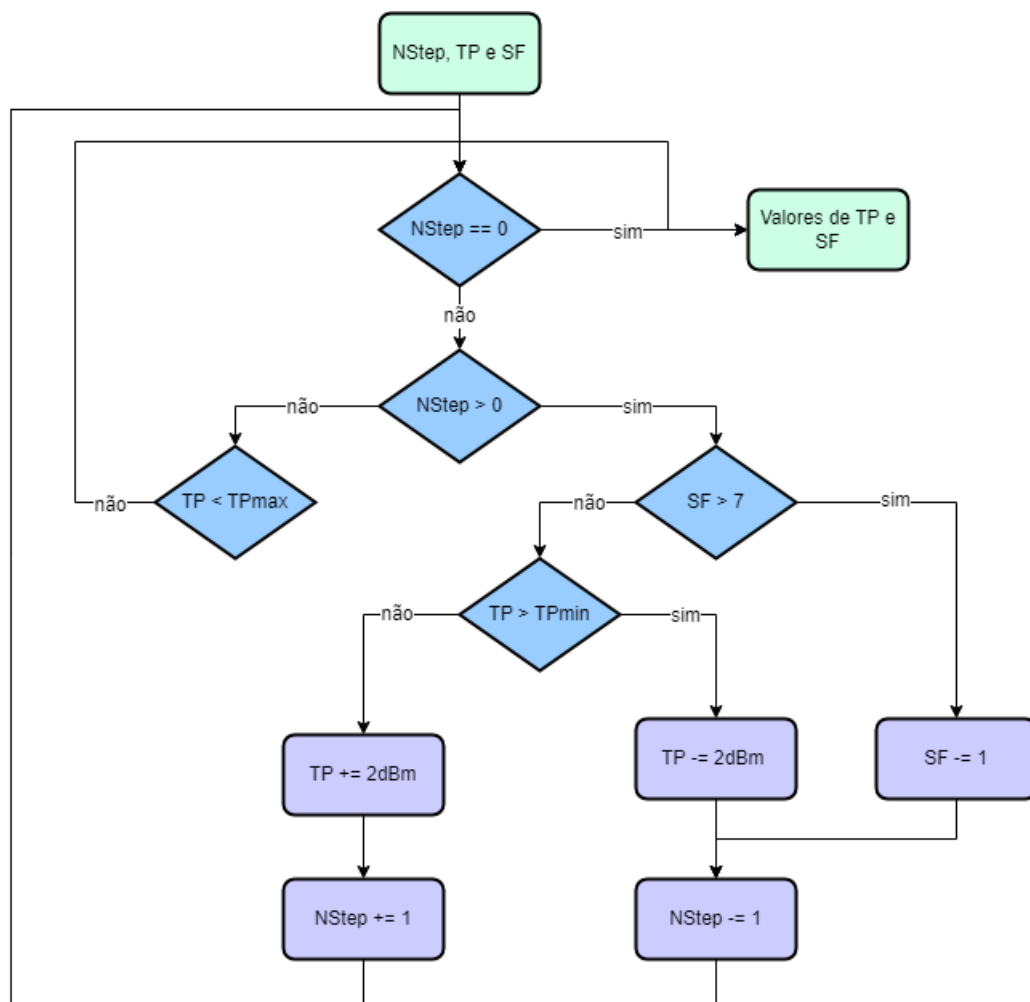 NStep, TP e SF
NStep == 0
sim
Valores de TP e
SF
não
NStep > 0
não
sim
TP < TPmax
não
SF > 7
não
sim
TP > TPmin
não
sim
TP += 2dBm
TP -= 2dBm
SF -= 1
NStep += 1
NStep -= 1